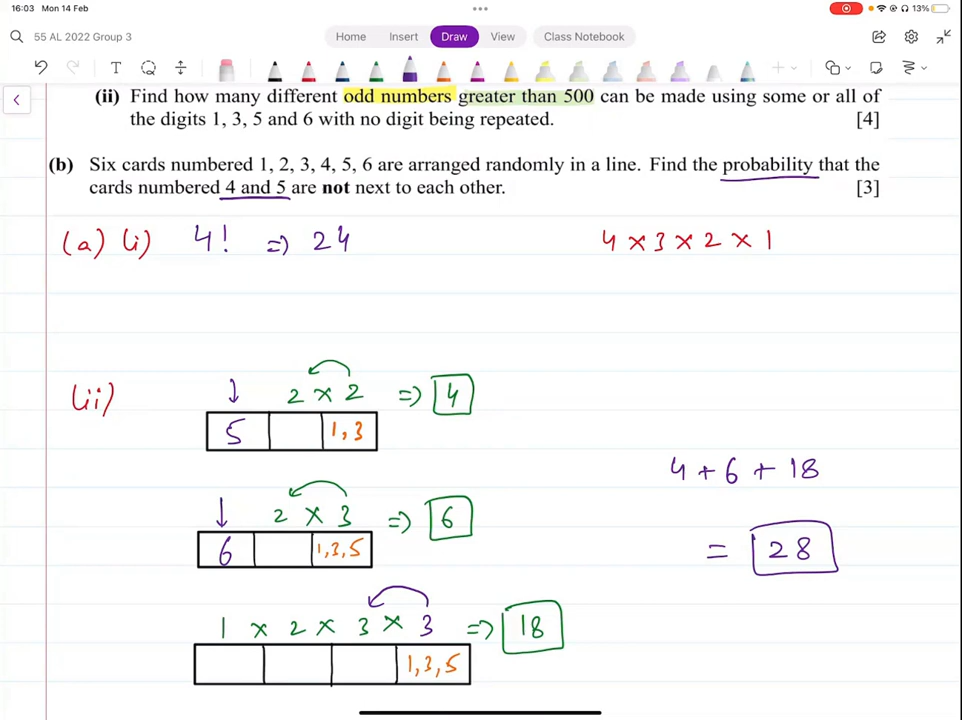 16:03 Mon 14 Feb
13%
55 AL 2022 Group 3
Home Insert Draw View Class Notebook
(ii) Find how many different odd numbers greater than 500 can be made using some or all of
the digits 1, 3, 5 and 6 with no digit being repeated. [4]
(b) Six cards numbered 1, 2, 3, 4, 5, 6 are arranged randomly in a line. Find the probability that the
cards numbered 4 and 5 are not next to each other. [3]
(a) (i) 4! => 24 4 × 3 × 2 × 1
(ii) ↓ 2 × 2 => 4
5 1,3
4 + 6 + 18
↓ 2 × 3 => 6
6 1,3,5
= 28
1 × 2 × 3 × 3 => 18
1,3,5